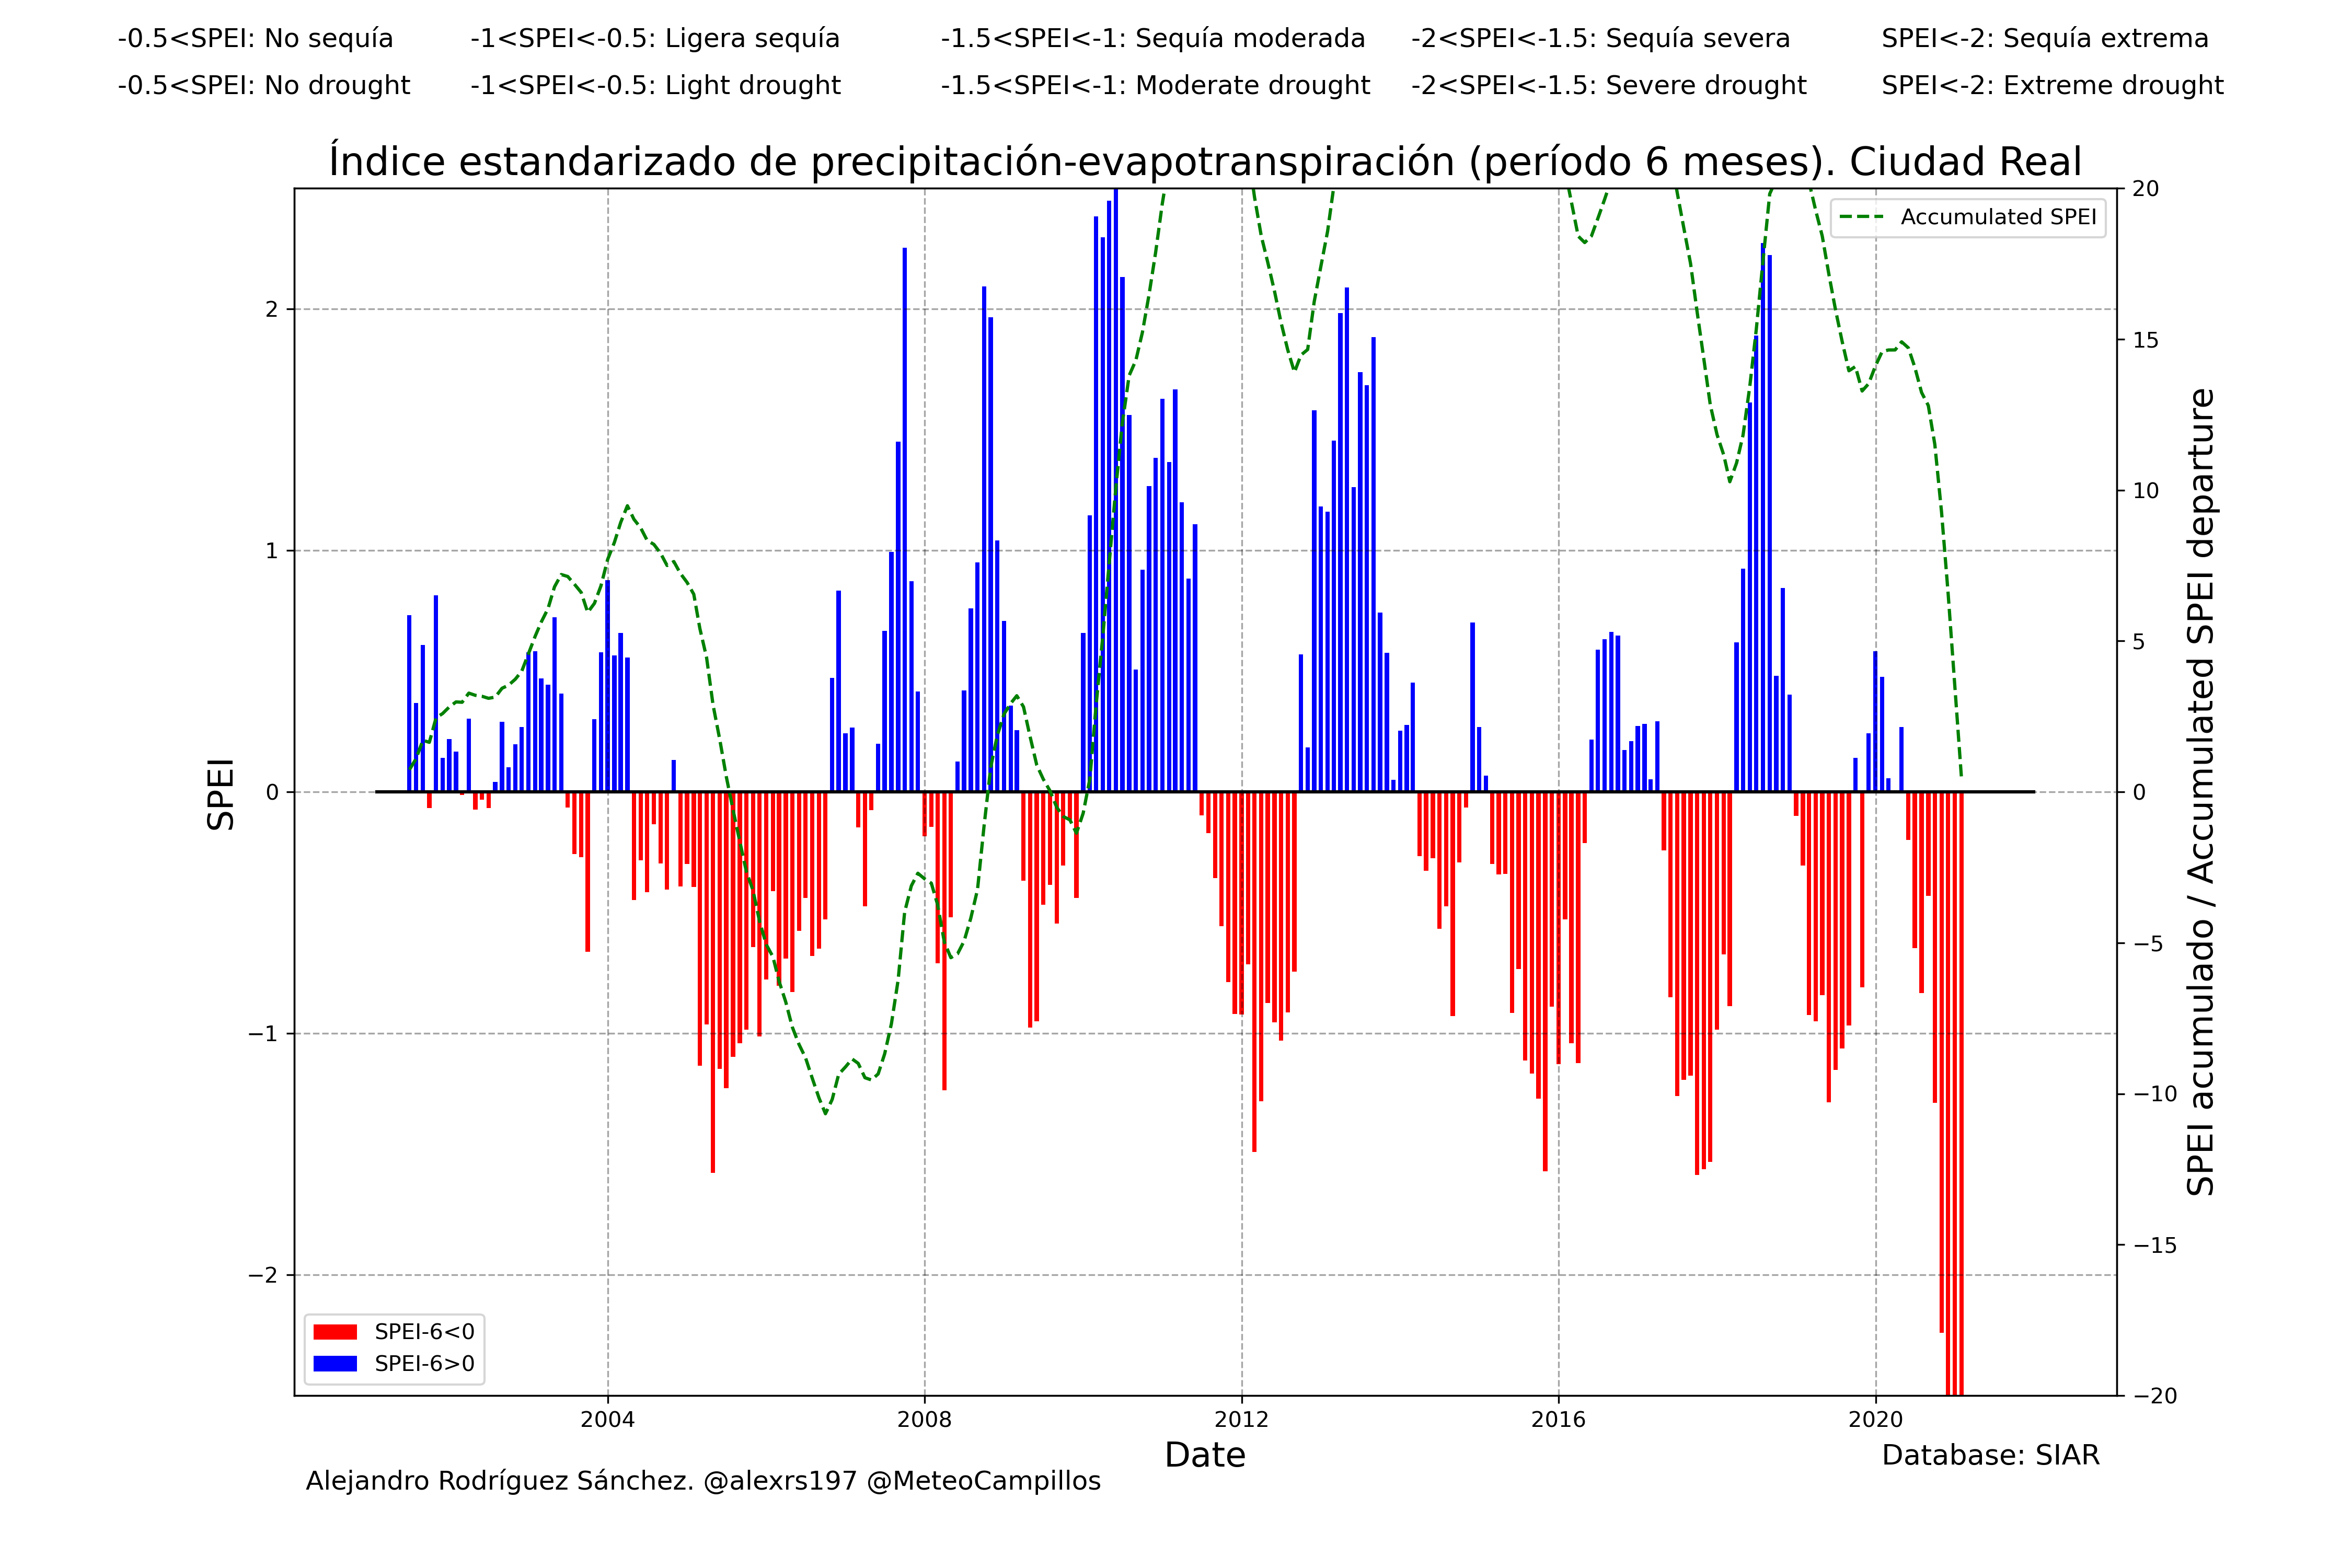 -0.5<SPEI: No sequía -1<SPEI<-0.5: Ligera sequía -1.5<SPEI<-1: Sequía moderada -2<SPEI<-1.5: Sequía severa SPEI<-2: Sequía extrema
-0.5<SPEI: No drought -1<SPEI<-0.5: Light drought -1.5<SPEI<-1: Moderate drought -2<SPEI<-1.5: Severe drought SPEI<-2: Extreme drought
Índice estandarizado de precipitación-evapotranspiración (período 6 meses). Ciudad Real
Accumulated SPEI
SPEI
2
1
0
−1
−2
20
15
10
5
0
−5
−10
−15
−20
SPEI acumulado / Accumulated SPEI departure
SPEI-6<0
SPEI-6>0
2004 2008 2012 2016 2020
Date
Database: SIAR
Alejandro Rodríguez Sánchez. @alexrs197 @MeteoCampillos